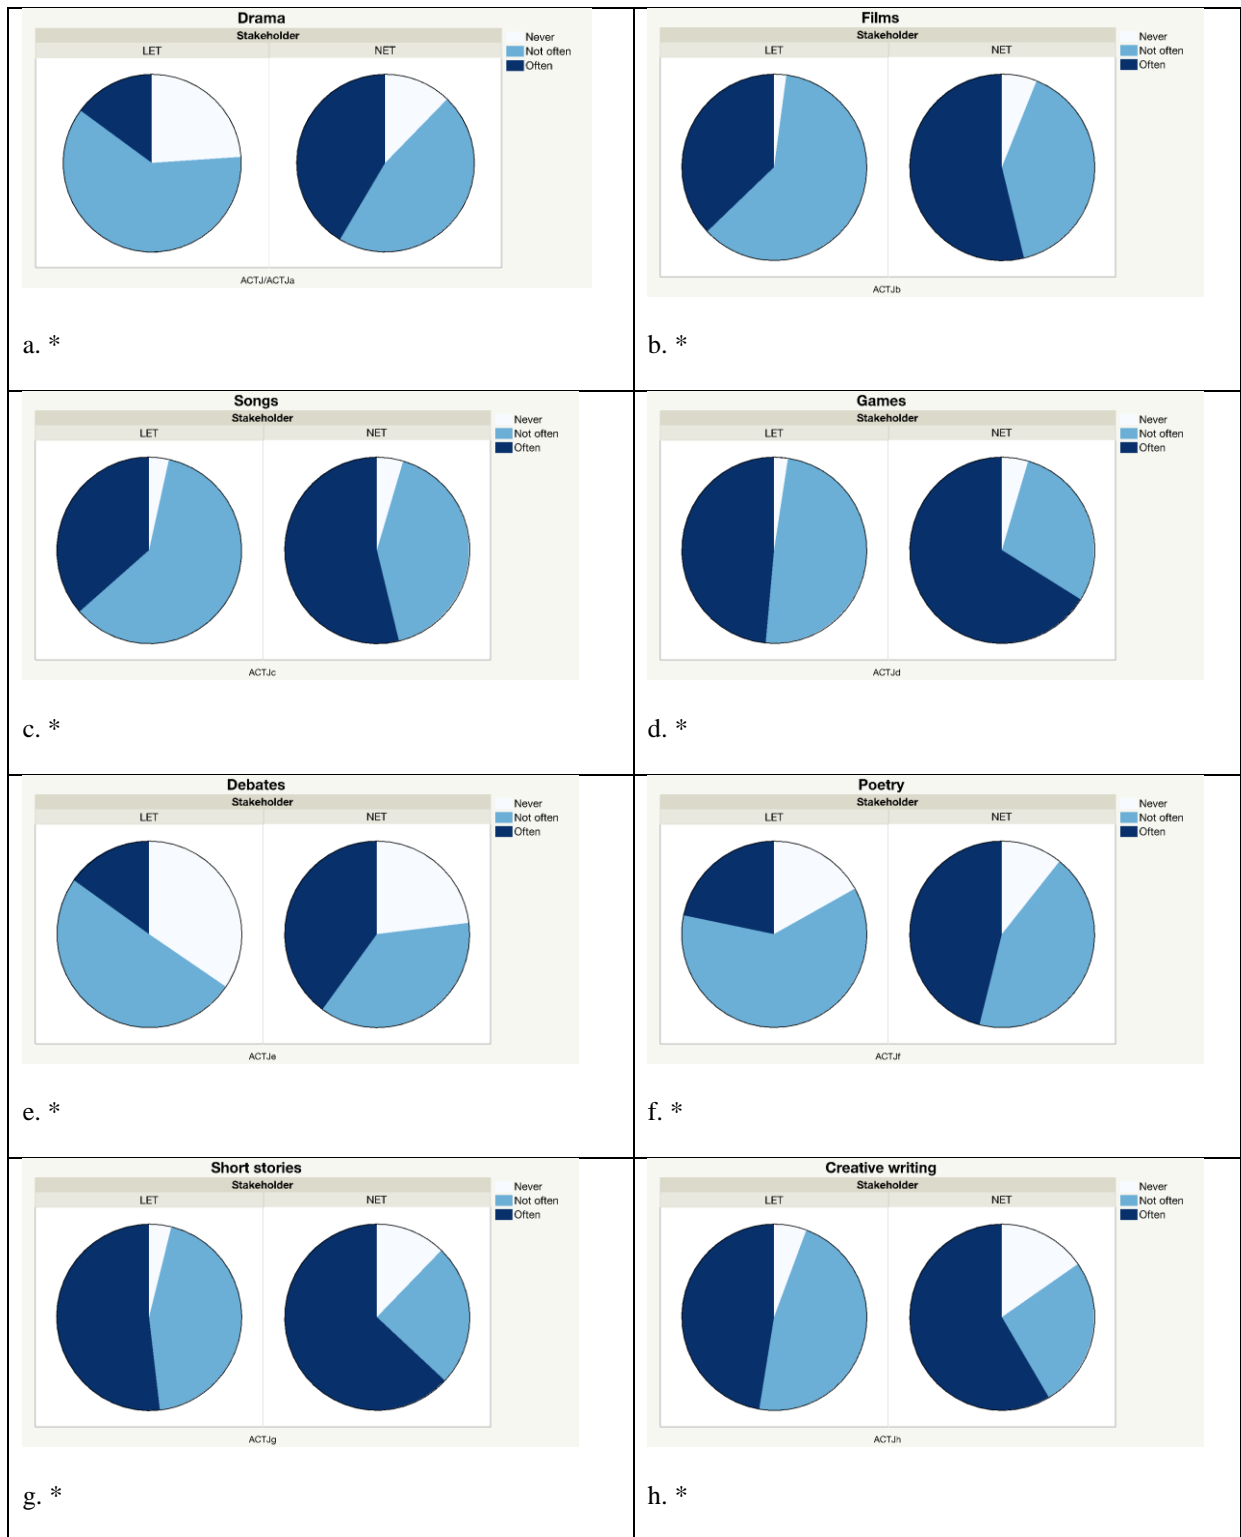 Drama
Stakeholder
LET NET
Never
Not often
Often
ACTJ/ACTJa
a. *
Films
Stakeholder
LET NET
Never
Not often
Often
ACTJb
b. *
Songs
Stakeholder
LET NET
Never
Not often
Often
ACTJc
c. *
Games
Stakeholder
LET NET
Never
Not often
Often
ACTJd
d. *
Debates
Stakeholder
LET NET
Never
Not often
Often
ACTJe
e. *
Poetry
Stakeholder
LET NET
Never
Not often
Often
ACTJf
f. *
Short stories
Stakeholder
LET NET
Never
Not often
Often
ACTJg
g. *
Creative writing
Stakeholder
LET NET
Never
Not often
Often
ACTJh
h. *